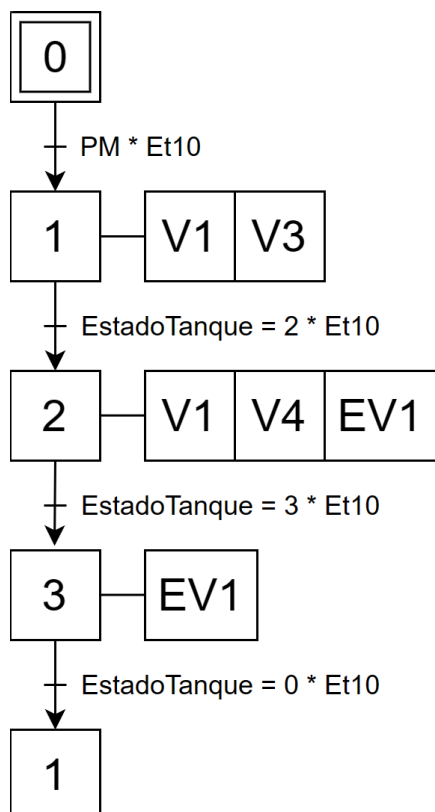 0
PM * Et10
1 V1 V3
EstadoTanque = 2 * Et10
2 V1 V4 EV1
EstadoTanque = 3 * Et10
3 EV1
EstadoTanque = 0 * Et10
1